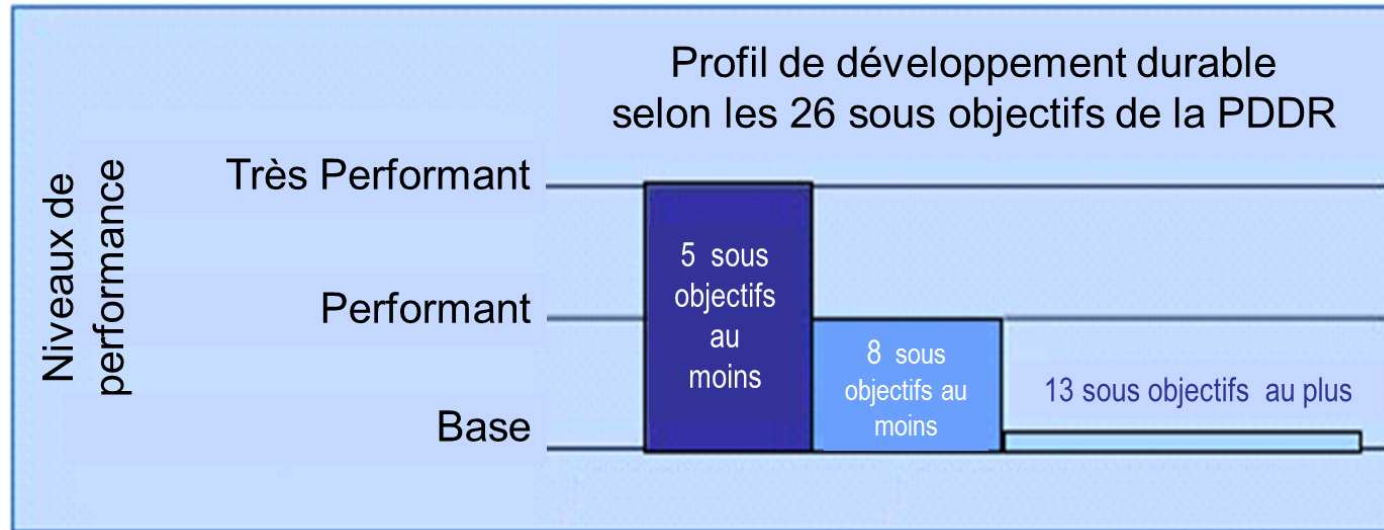 Profil de développement durable
selon les 26 sous objectifs de la PDDR
Niveaux de
performance
Très Performant
Performant
Base
5 sous
objectifs
au
moins
8 sous
objectifs au
moins
13 sous objectifs au plus